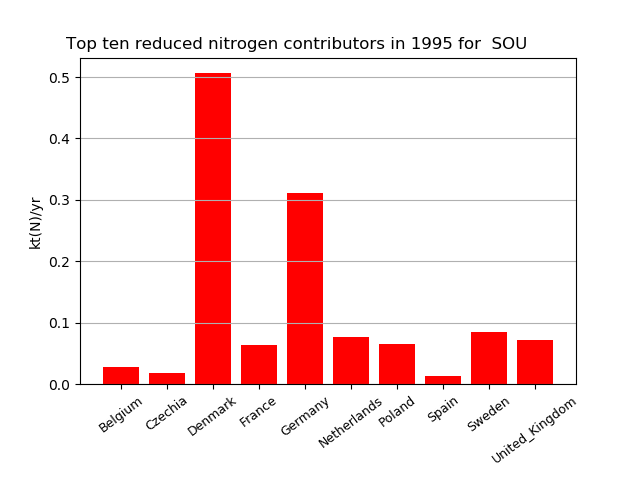 Top ten reduced nitrogen contributors in 1995 for  SOU
kt(N)/yr
0.5
0.4
0.3
0.2
0.1
0.0
Belgium
Czechia
Denmark
France
Germany
Netherlands
Poland
Spain
Sweden
United_Kingdom